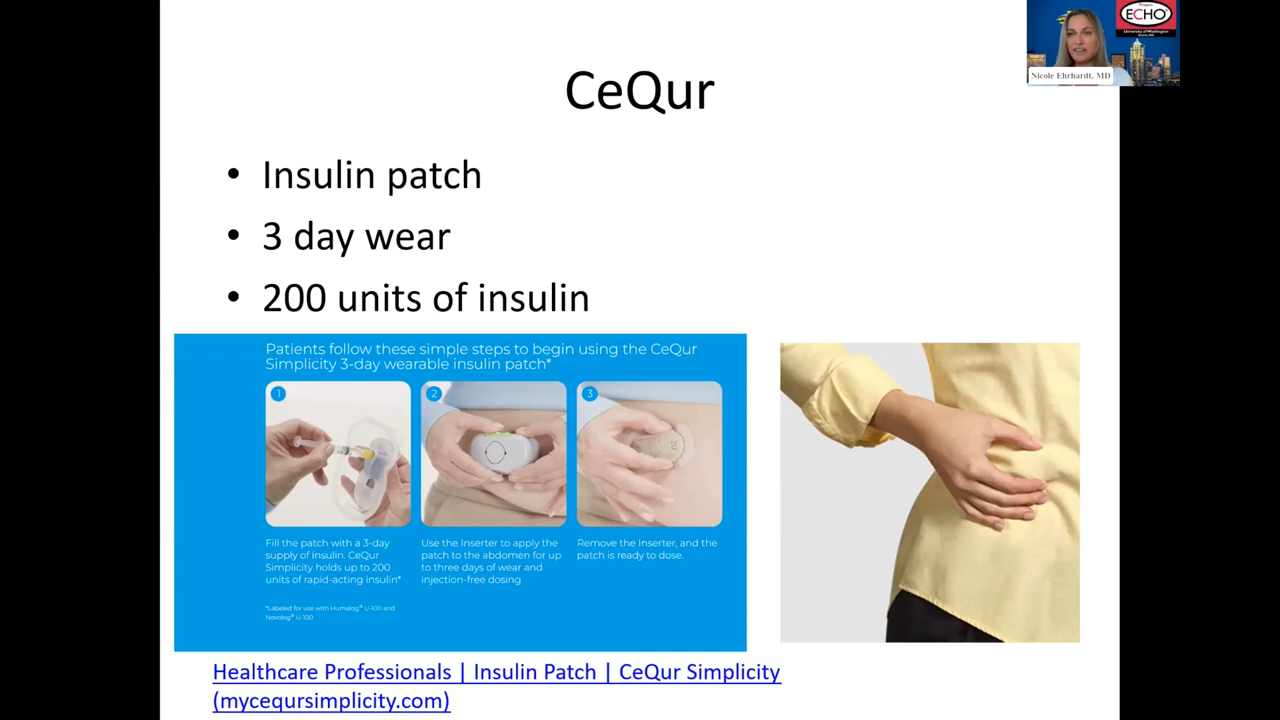 Project
ECHO®
University of Washington
Nicole Ehrhardt, MD
CeQur
• Insulin patch
• 3 day wear
• 200 units of insulin
Patients follow these simple steps to begin using the CeQur
Simplicity 3-day wearable insulin patch*
1
2
3
Fill the patch with a 3-day
supply of insulin. CeQur
Simplicity holds up to 200
units of rapid-acting insulin*
Use the Inserter to apply the
patch to the abdomen for up
to three days of wear and
injection-free dosing
Remove the Inserter, and the
patch is ready to dose.
*Labeled for use with Humalog® U-100 and
Novolog® U-100
Healthcare Professionals | Insulin Patch | CeQur Simplicity
(myceqursimplicity.com)